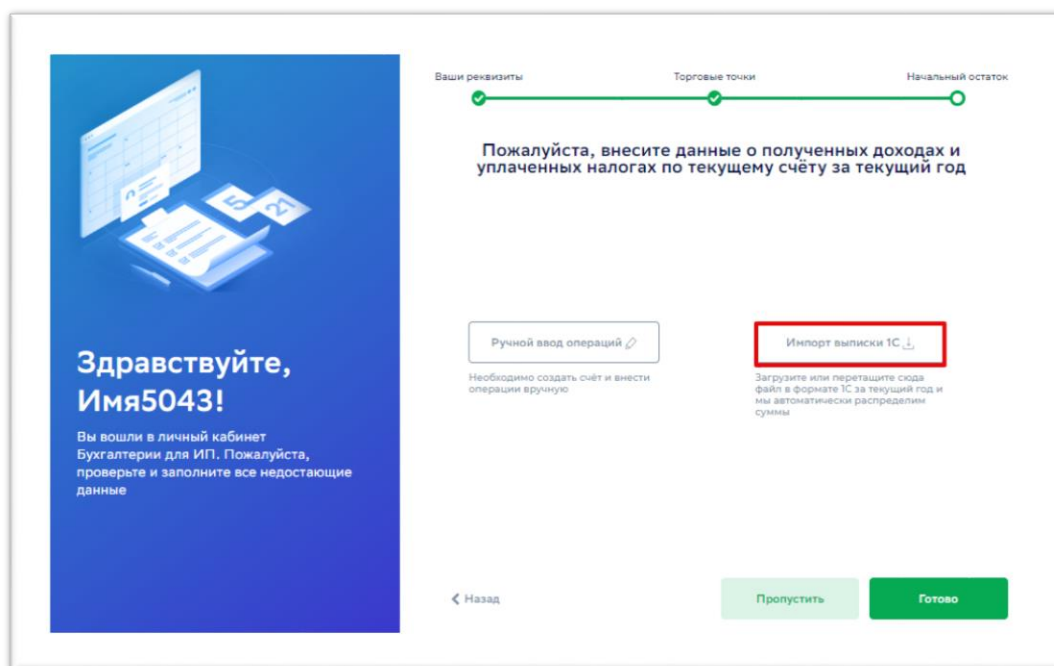 Ваши реквизиты
Торговые точки
Начальный остаток
Пожалуйста, внесите данные о полученных доходах и
уплаченных налогах по текущему счёту за текущий год
Ручной ввод операций
Необходимо создать счёт и внести
операции вручную
Импорт выписки 1С
Загрузите или перетащите сюда
файл в формате 1С за текущий год и
мы автоматически распределим
суммы
5
21
Здравствуйте,
Имя5043!
Вы вошли в личный кабинет
Бухгалтерии для ИП. Пожалуйста,
проверьте и заполните все недостающие
данные
Назад
Пропустить
Готово